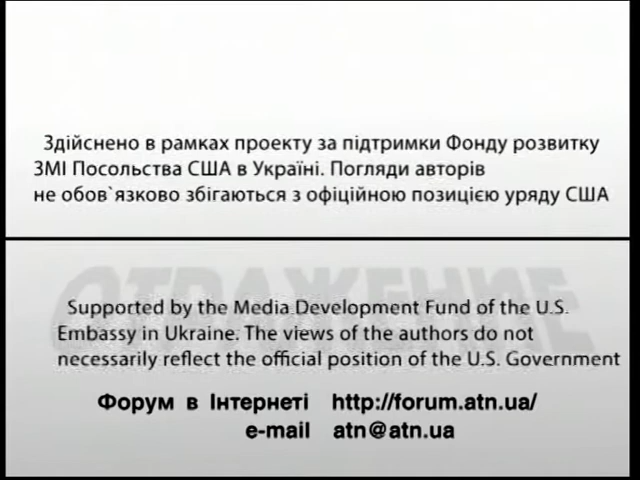 Здійснено в рамках проекту за підтримки Фонду розвитку
ЗМІ Посольства США в Україні. Погляди авторів
не обов`язково збігаються з офіційною позицією уряду США
ОТРАЖЕНИЕ
Supported by the Media Development Fund of the U.S.
Embassy in Ukraine. The views of the authors do not
necessarily reflect the official position of the U.S. Government
Форум в Інтернеті http://forum.atn.ua/
e-mail atn@atn.ua